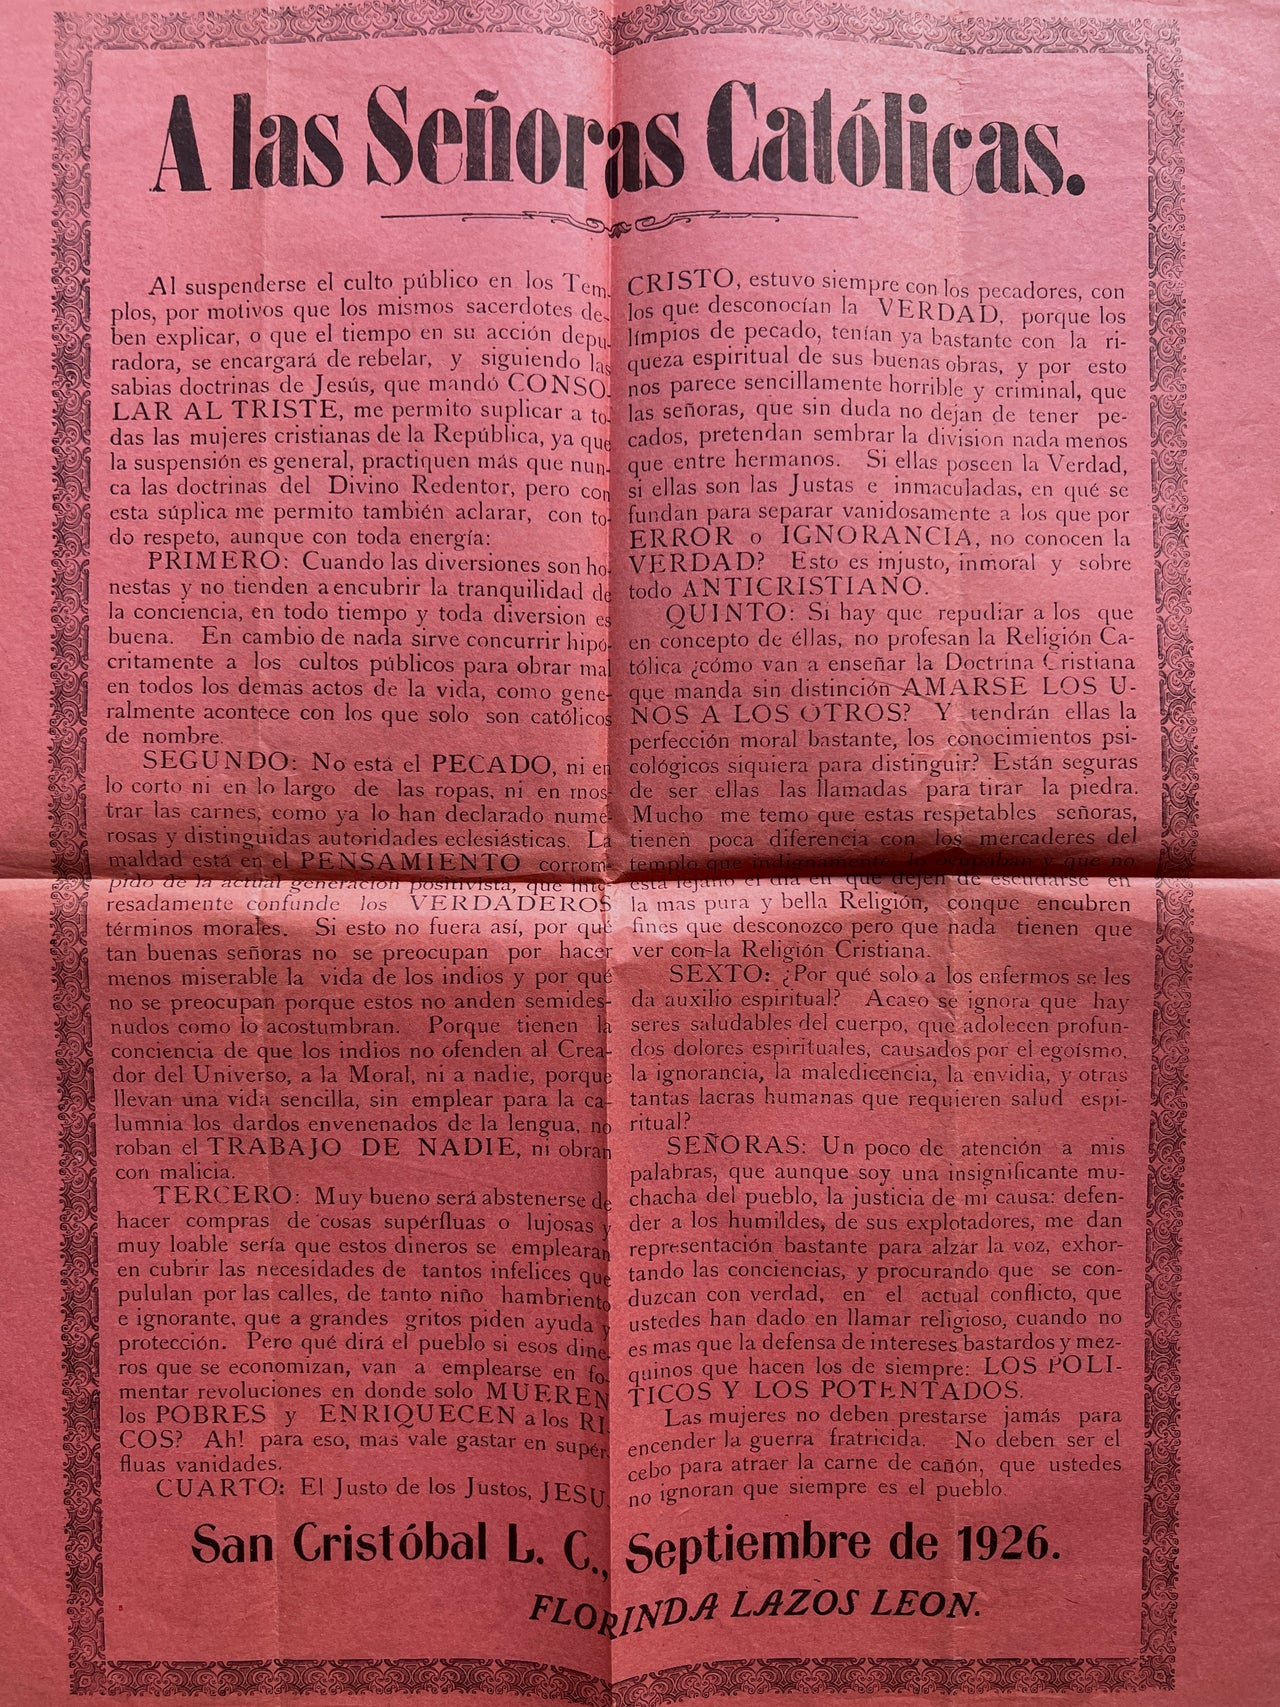 A las Señoras Católicas.
Al suspenderse el culto público en los Tem-
plos, por motivos que los mismos sacerdotes de-
ben explicar, o que el tiempo en su acción depu-
radora, se encargará de rebelar, y siguiendo las
sabias doctrinas de Jesús, que mandó CONSO-
LAR AL TRISTE, me permito suplicar a to-
das las mujeres cristianas de la República, ya que
la suspensión es general, practiquen más que nun-
ca las doctrinas del Divino Redentor, pero con
esta súplica me permito también aclarar, con to-
do respeto, aunque con toda energía:
PRIMERO: Cuando las diversiones son ho-
nestas y no tienden a encubrir la tranquilidad de
la conciencia, en todo tiempo y toda diversion es
buena. En cambio de nada sirve concurrir hipó-
critamente a los cultos públicos para obrar mal
en todos los demas actos de la vida, como gene-
ralmente acontece con los que solo son católicos
de nombre.
SEGUNDO: No está el PECADO, ni en
lo corto ni en lo largo de las ropas, ni en mos-
trar las carnes, como ya lo han declarado nume-
rosas y distinguidas autoridades eclesiásticas. La
maldad está en el PENSAMIENTO corrom-
pido de la actual generación positivista, que inte-
resadamente confunde los VERDADEROS
términos morales. Si esto no fuera así, por qué
tan buenas señoras no se preocupan por hacer
menos miserable la vida de los indios y por qué
no se preocupan porque estos no anden semides-
nudos como lo acostumbran. Porque tienen la
conciencia de que los indios no ofenden al Crea-
dor del Universo, a la Moral, ni a nadie, porque
llevan una vida sencilla, sin emplear para la ca-
lumnia los dardos envenenados de la lengua, no
roban el TRABAJO DE NADIE, ni obran
con malicia.
TERCERO: Muy bueno será abstenerse de
hacer compras de cosas supérfluas o lujosas y
muy loable sería que estos dineros se emplearan
en cubrir las necesidades de tantos infelices que
pululan por las calles, de tanto niño hambriento
e ignorante, que a grandes gritos piden ayuda y
protección. Pero qué dirá el pueblo si esos dine-
ros que se economizan, van a emplearse en fo-
mentar revoluciones en donde solo MUEREN
los POBRES y ENRIQUECEN a los RI-
COS? Ah! para eso, mas vale gastar en supér-
fluas vanidades.
CUARTO: El Justo de los Justos, JESU-
CRISTO, estuvo siempre con los pecadores, con
los que desconocían la VERDAD, porque los
límpios de pecado, tenían ya bastante con la ri-
queza espiritual de sus buenas obras, y por esto
nos parece sencillamente horrible y criminal, que
las señoras, que sin duda no dejan de tener pe-
cados, pretendan sembrar la division nada menos
que entre hermanos. Si ellas poseen la Verdad,
si ellas son las Justas e inmaculadas, en qué se
fundan para separar vanidosamente a los que por
ERROR o IGNORANCIA, no conocen la
VERDAD? Esto es injusto, inmoral y sobre
todo ANTICRISTIANO.
QUINTO: Si hay que repudiar a los que
en concepto de éllas, no profesan la Religión Ca-
tólica ¿cómo van a enseñar la Doctrina Cristiana
que manda sin distinción AMARSE LOS U-
NOS A LOS OTROS? Y tendrán ellas la
perfección moral bastante, los conocimientos psi-
cológicos siquiera para distinguir? Están seguras
de ser ellas las llamadas para tirar la piedra.
Mucho me temo que estas respetables señoras,
tienen poca diferencia con los mercaderes del
templo que indignamente lo ocupaban y que no
está lejano el día en que dejen de escudarse en
la mas pura y bella Religión, conque encubren
fines que desconozco pero que nada tienen que
ver con la Religión Cristiana.
SEXTO: ¿Por qué solo a los enfermos se les
da auxilio espiritual? Acaso se ignora que hay
seres saludables del cuerpo, que adolecen profun-
dos dolores espirituales, causados por el egoísmo,
la ignorancia, la maledicencia, la envidia, y otras
tantas lacras humanas que requieren salud espi-
ritual?
SEÑORAS: Un poco de atención a mis
palabras, que aunque soy una insignificante mu-
chacha del pueblo, la justicia de mi causa: defen-
der a los humildes, de sus explotadores, me dan
representación bastante para alzar la voz, exhor-
tando las conciencias, y procurando que se con-
duzcan con verdad, en el actual conflicto, que
ustedes han dado en llamar religioso, cuando no
es mas que la defensa de intereses bastardos y mez-
quinos que hacen los de siempre: LOS POLI-
TICOS Y LOS POTENTADOS.
Las mujeres no deben prestarse jamás para
encender la guerra fratricida. No deben ser el
cebo para atraer la carne de cañón, que ustedes
no ignoran que siempre es el pueblo.
San Cristóbal L. C., Septiembre de 1926.
FLORINDA LAZOS LEON.